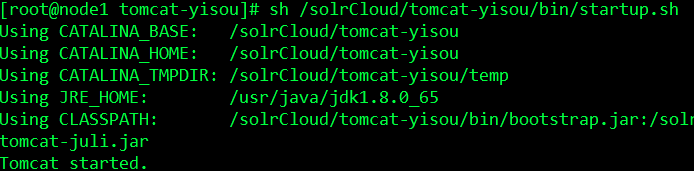 [root@node1 tomcat-yisou]# sh /solrCloud/tomcat-yisou/bin/startup.sh
Using CATALINA_BASE:   /solrCloud/tomcat-yisou
Using CATALINA_HOME:   /solrCloud/tomcat-yisou
Using CATALINA_TMPDIR: /solrCloud/tomcat-yisou/temp
Using JRE_HOME:        /usr/java/jdk1.8.0_65
Using CLASSPATH:       /solrCloud/tomcat-yisou/bin/bootstrap.jar:/solr
tomcat-juli.jar
Tomcat started.